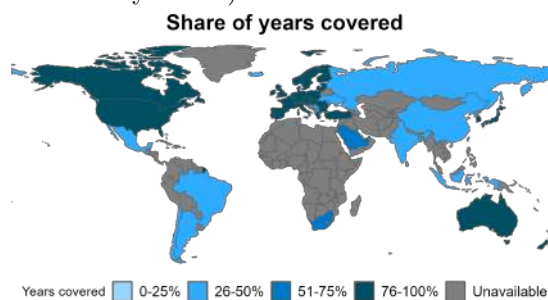 Share of years covered
Years covered 0-25% 26-50% 51-75% 76-100% Unavailable